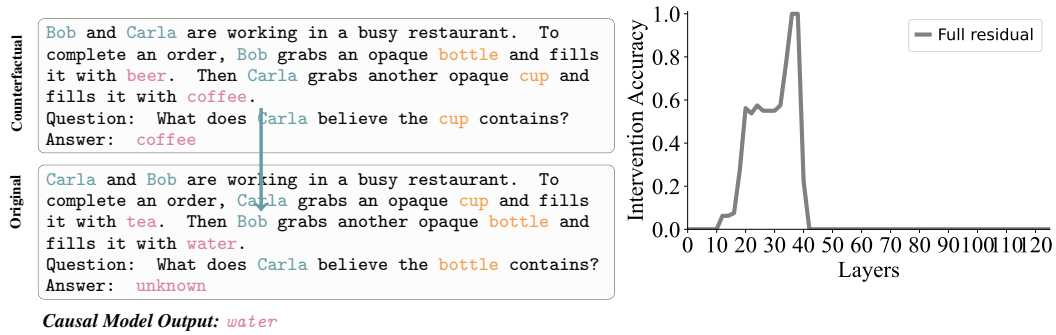 Counterfactual
Bob and Carla are working in a busy restaurant. To
complete an order, Bob grabs an opaque bottle and fills
it with beer. Then Carla grabs another opaque cup and
fills it with coffee.
Question: What does Carla believe the cup contains?
Answer: coffee
Original
Carla and Bob are working in a busy restaurant. To
complete an order, Carla grabs an opaque cup and fills
it with tea. Then Bob grabs another opaque bottle and
fills it with water.
Question: What does Carla believe the bottle contains?
Answer: unknown
Causal Model Output: water
Intervention Accuracy
1.0
0.8
0.6
0.4
0.2
0.0
Full residual
0 10 20 30 40 50 60 70 80 90 100 110 120
Layers